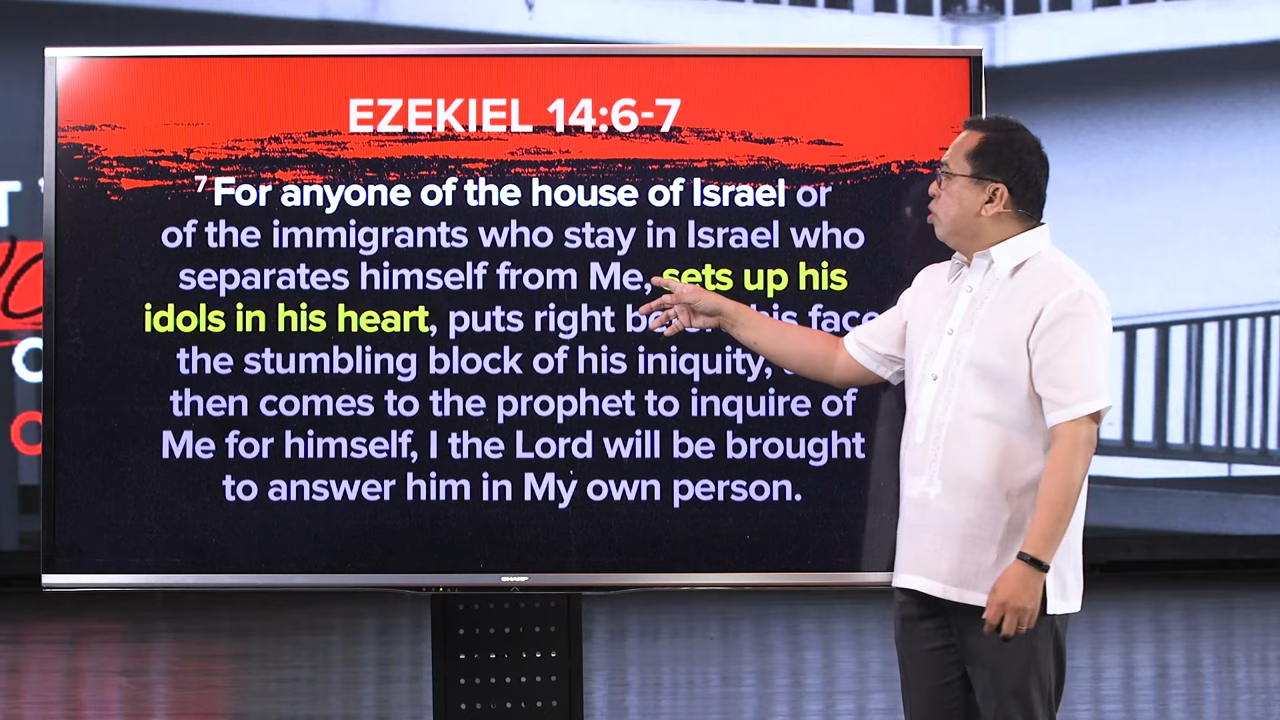 EZEKIEL 14:6-7
7 For anyone of the house of Israel or
of the immigrants who stay in Israel who
separates himself from Me, sets up his
idols in his heart, puts right his face
the stumbling block of his iniquity,
then comes to the prophet to inquire of
Me for himself, I the Lord will be brought
to answer him in My own person.
SHARP